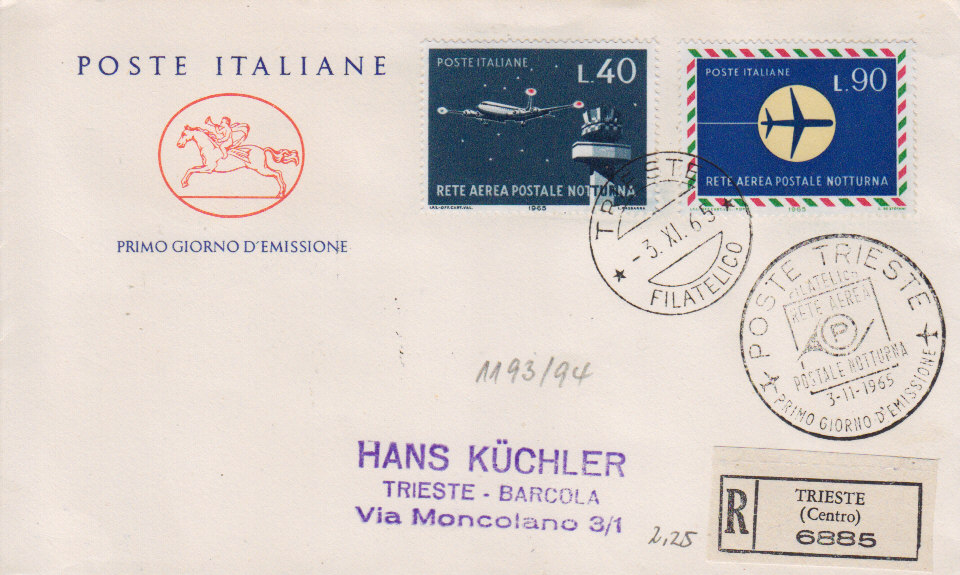 POSTE ITALIANE
PRIMO GIORNO D'EMISSIONE
POSTE ITALIANE
L.40
RETE AEREA POSTALE NOTTURNA
1965
POSTE ITALIANE
L.90
RETE AEREA POSTALE NOTTURNA
1965
TRIESTE
-3.XI.65
FILATELICO
POSTE TRIESTE
FILATELICO
RETE AEREA
P
POSTALE NOTTURNA
3-11-1965
PRIMO GIORNO D'EMISSIONE
1193/94
HANS KÜCHLER
TRIESTE - BARCOLA
Via Moncolano 3/1
2,25
R
TRIESTE
(Centro)
6885